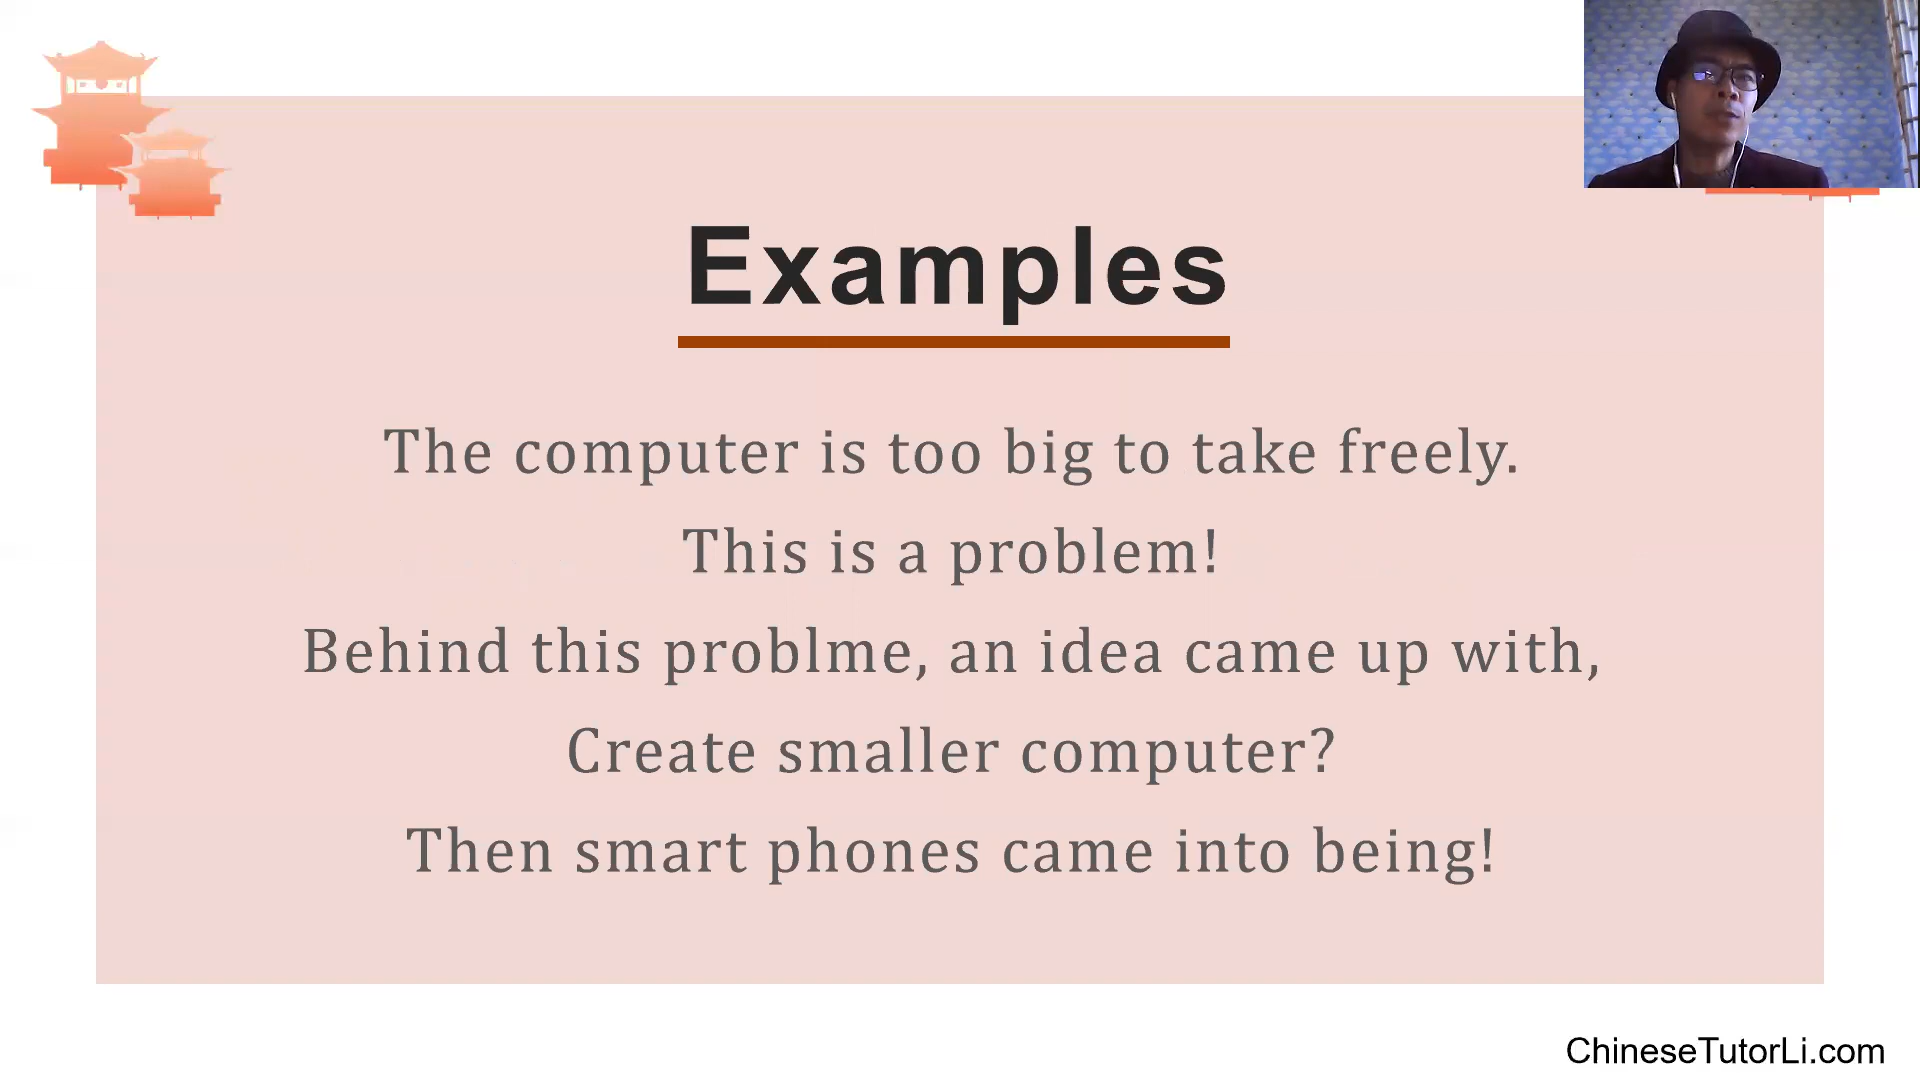 Examples
The computer is too big to take freely.
This is a problem!
Behind this problme, an idea came up with,
Create smaller computer?
Then smart phones came into being!
ChineseTutorLi.com